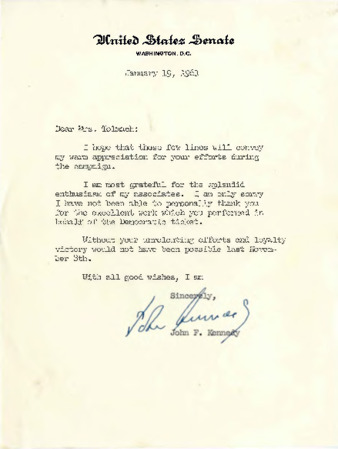 United States Senate
WASHINGTON, D.C.
January 19, 1961
Dear Mrs.
I hope that these few lines will convey
my warm appreciation for your efforts during
the campaign.
I am most grateful for the splendid
enthusiasm of my associates. I am only sorry
I have not been able to personally thank you
for the excellent work which you performed in
behalf of the Democratic ticket.
Without your unrelenting efforts and loyalty
victory would not have been possible last Novem-
ber 8th.
With all good wishes, I am
Sincerely,
John Kennedy
John F. Kennedy